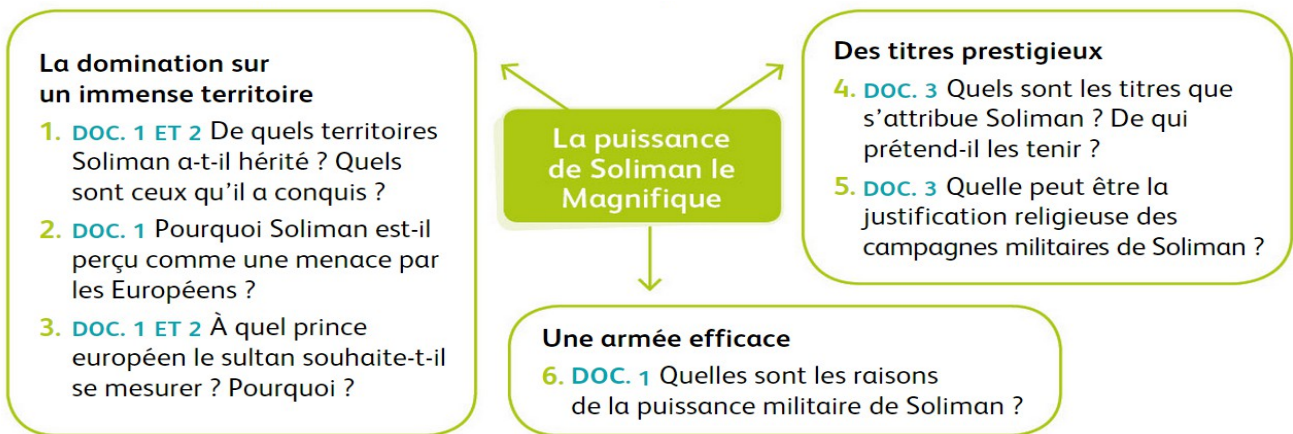 La domination sur
un immense territoire
1. DOC. 1 ET 2 De quels territoires
Soliman a-t-il hérité ? Quels
sont ceux qu'il a conquis ?
2. DOC. 1 Pourquoi Soliman est-il
perçu comme une menace par
les Européens ?
3. DOC. 1 ET 2 À quel prince
européen le sultan souhaite-t-il
se mesurer ? Pourquoi ?
La puissance
de Soliman le
Magnifique
Des titres prestigieux
4. DOC. 3 Quels sont les titres que
s'attribue Soliman ? De qui
prétend-il les tenir ?
5. DOC. 3 Quelle peut être la
justification religieuse des
campagnes militaires de Soliman ?
Une armée efficace
6. DOC. 1 Quelles sont les raisons
de la puissance militaire de Soliman ?